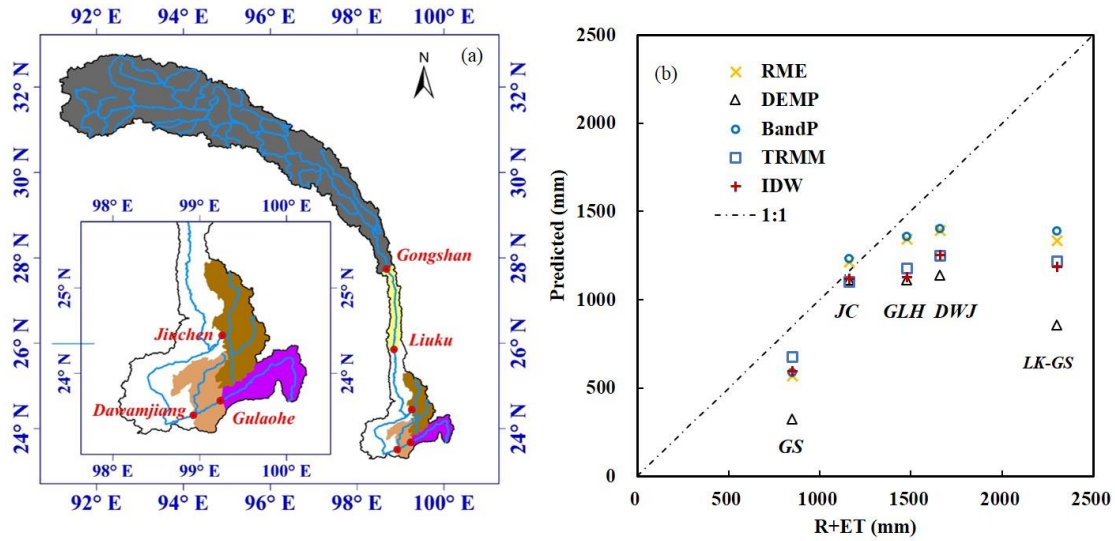 92° E 94° E 96° E 98° E 100° E
(a)
N
32° N
30° N
28° N
26° N
24° N
32° N
30° N
28° N
26° N
24° N
98° E 99° E 100° E
25° N
24° N
25° N
24° N
98° E 99° E 100° E
Gongshan
Liuku
Jiuchen
Dawamjiang
Gulaohe
92° E 94° E 96° E 98° E 100° E
(b)
Predicted (mm)
2500
2000
1500
1000
500
0
RME
DEMP
BandP
TRMM
IDW
1:1
JC
GLH
DWJ
LK-GS
GS
0 500 1000 1500 2000 2500
R+ET (mm)